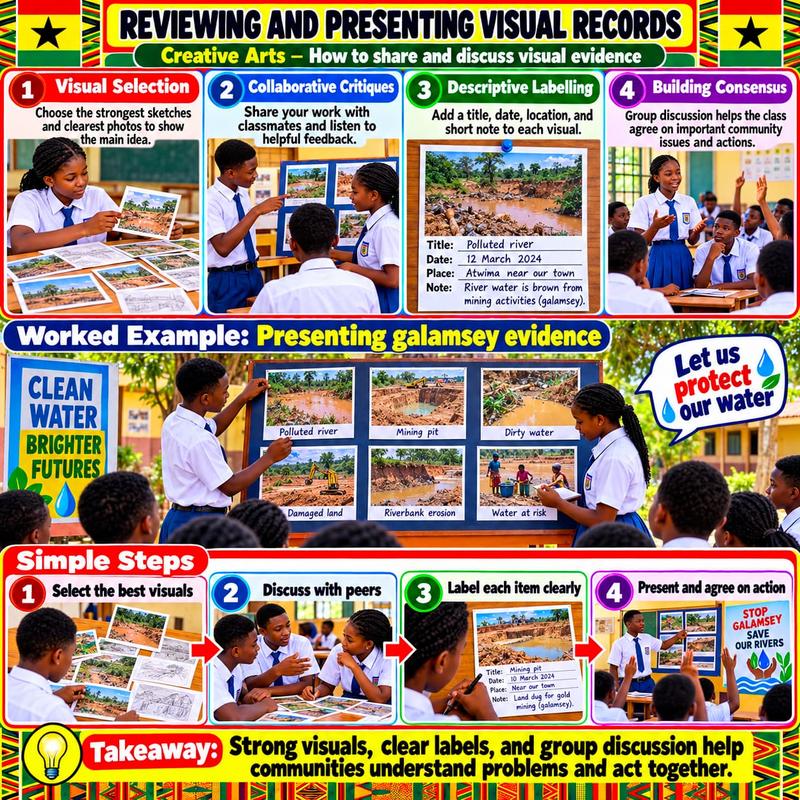 REVIEWING AND PRESENTING VISUAL RECORDS
Creative Arts – How to share and discuss visual evidence
1 Visual Selection
Choose the strongest sketches
and clearest photos to show
the main idea.
2 Collaborative Critiques
Share your work with
classmates and listen to
helpful feedback.
3 Descriptive Labelling
Add a title, date, location, and
short note to each visual.
Title: Polluted river
Date: 12 March 2024
Place: Atwima near our town
Note: River water is brown from
mining activities (galamsey).
4 Building Consensus
Group discussion helps the class
agree on important community
issues and actions.
Worked Example: Presenting galamsey evidence
CLEAN
WATER
BRIGHTER
FUTURES
Polluted river
Mining pit
Dirty water
Damaged land
Riverbank erosion
Water at risk
Let us
protect
our water
Simple Steps
1 Select the best visuals
2 Discuss with peers
3 Label each item clearly
Title: Mining pit
Date: 10 March 2024
Place: Near our town
Note: Land dug for gold
mining (galamsey).
4 Present and agree on action
STOP
GALAMSEY
SAVE
OUR RIVERS
Takeaway: Strong visuals, clear labels, and group discussion help
communities understand problems and act together.